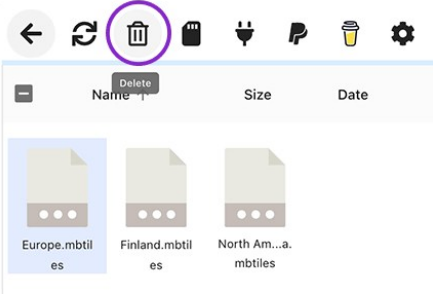 Delete
Name ↑ Size Date
Europe.mbtil
es
Finland.mbtil
es
North Am...a.
mbtiles